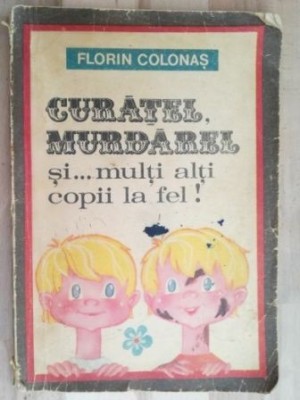 FLORIN COLONAȘ
CURĂȚEL,
MURDĂREL
și... mulți alți
copii la fel!